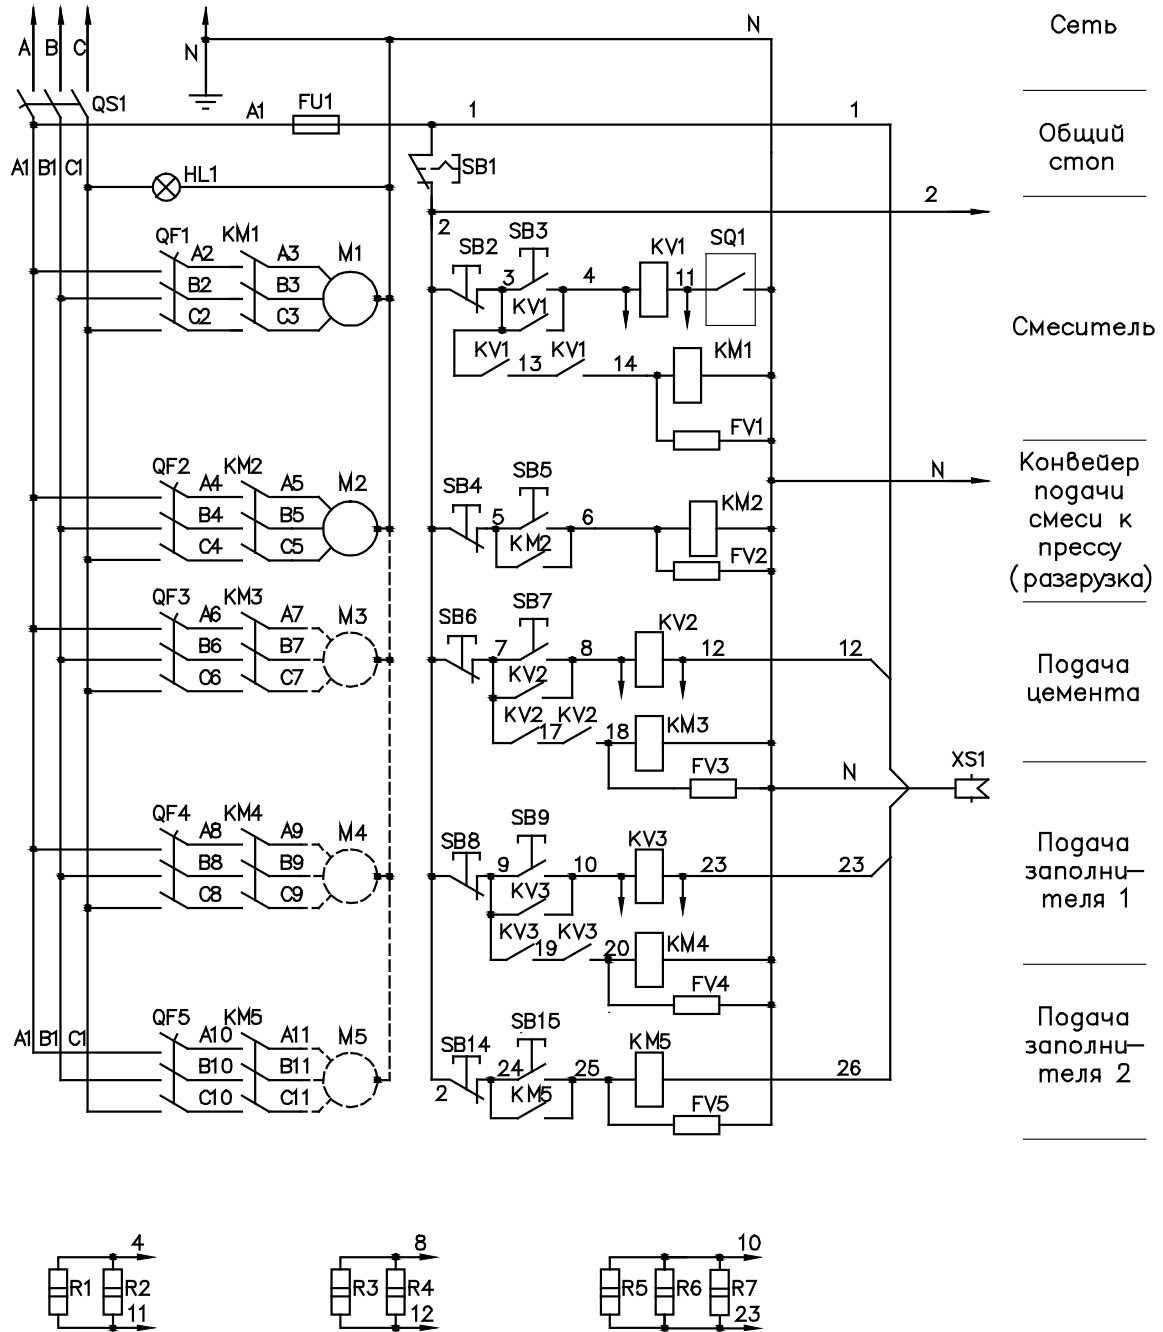 A B C N N Сеть
QS1 A1 FU1 1 1
Общий
стоп
A1 B1 C1 HL1 SB1
2
2
QF1 KM1 M1 SB2 SB3 KV1 SQ1
A2 A3 3 4 11
B2 B3 KV1
C2 C3
Смеситель
KV1 13 KV1 14 KM1
FV1
QF2 KM2 M2 SB4 SB5 KM2 N
A4 A5 5 6
B4 B5 KM2
C4 C5 FV2
Конвейер
подачи
смеси к
прессу
(разгрузка)
QF3 KM3 M3 SB6 SB7 KV2
A6 A7 7 8 12 12
B6 B7 KV2
C6 C7
Подача
цемента
KV2 17 KV2 18 KM3
FV3 N XS1
QF4 KM4 M4 SB8 SB9 KV3
A8 A9 9 10 23 23
B8 B9 KV3
C8 C9
Подача
заполни—
теля 1
KV3 19 KV3 20 KM4
FV4
A1 B1 C1 QF5 KM5 M5 SB14 SB15 KM5
A10 A11 24 25 26
B10 B11 2 KM5
C10 C11 FV5
Подача
заполни—
теля 2
4 8 10
R1 R2 R3 R4 R5 R6 R7
11 12 23